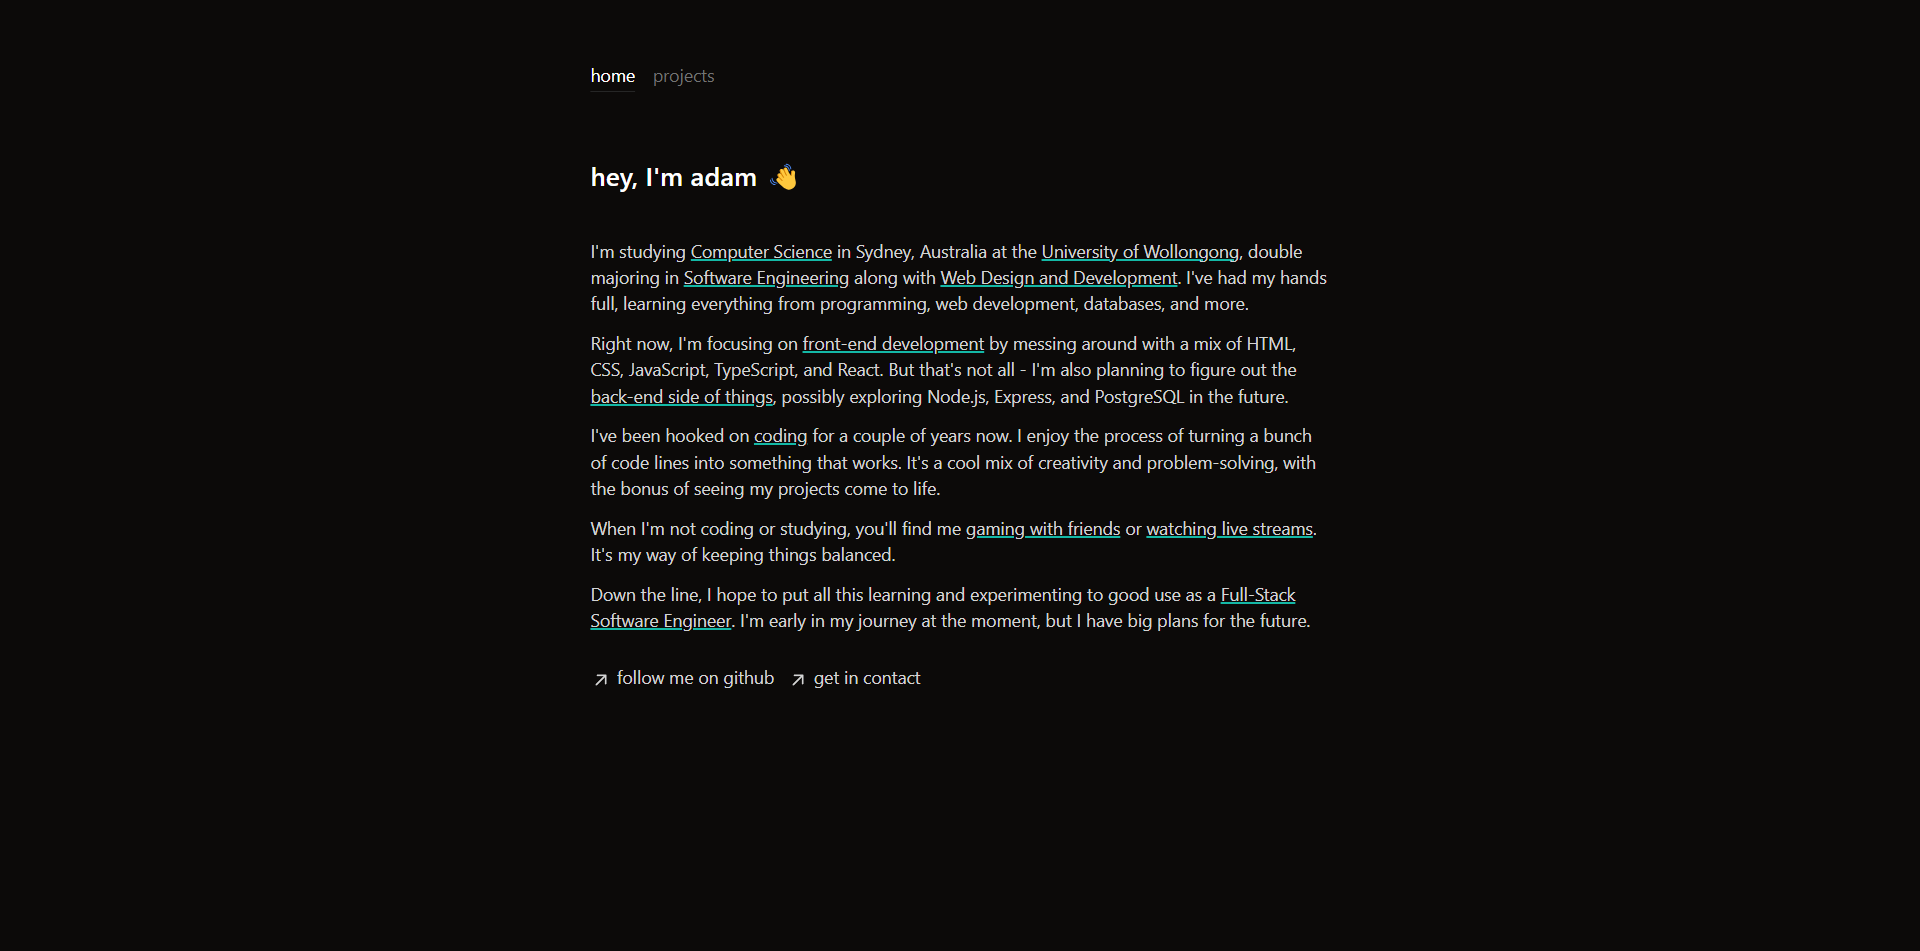 home projects
hey, I'm adam 👋
I'm studying Computer Science in Sydney, Australia at the University of Wollongong, double
majoring in Software Engineering along with Web Design and Development. I've had my hands
full, learning everything from programming, web development, databases, and more.
Right now, I'm focusing on front-end development by messing around with a mix of HTML,
CSS, JavaScript, TypeScript, and React. But that's not all - I'm also planning to figure out the
back-end side of things, possibly exploring Node.js, Express, and PostgreSQL in the future.
I've been hooked on coding for a couple of years now. I enjoy the process of turning a bunch
of code lines into something that works. It's a cool mix of creativity and problem-solving, with
the bonus of seeing my projects come to life.
When I'm not coding or studying, you'll find me gaming with friends or watching live streams.
It's my way of keeping things balanced.
Down the line, I hope to put all this learning and experimenting to good use as a Full-Stack
Software Engineer. I'm early in my journey at the moment, but I have big plans for the future.
follow me on github get in contact